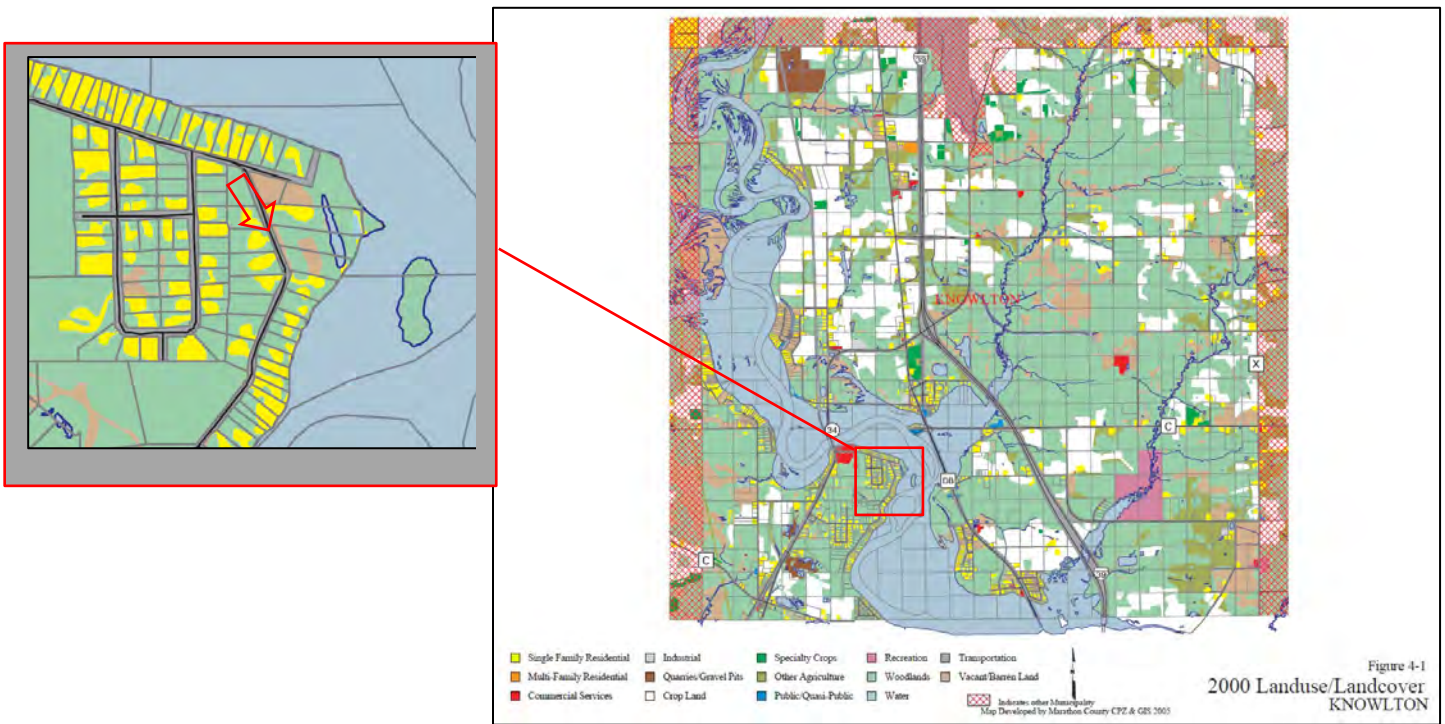 39
KNOWLTON
X
C
34
DB
C
39
Single Family Residential
Industrial
Specialty Crops
Recreation
Transportation
Multi-Family Residential
Quarries/Gravel Pits
Other Agriculture
Woodlands
Vacant/Barren Land
Commercial Services
Crop Land
Public/Quasi-Public
Water
Indicates other Municipality
Map Developed by Marathon County CPZ & GIS 2005
Figure 4-1
2000 Landuse/Landcover
KNOWLTON